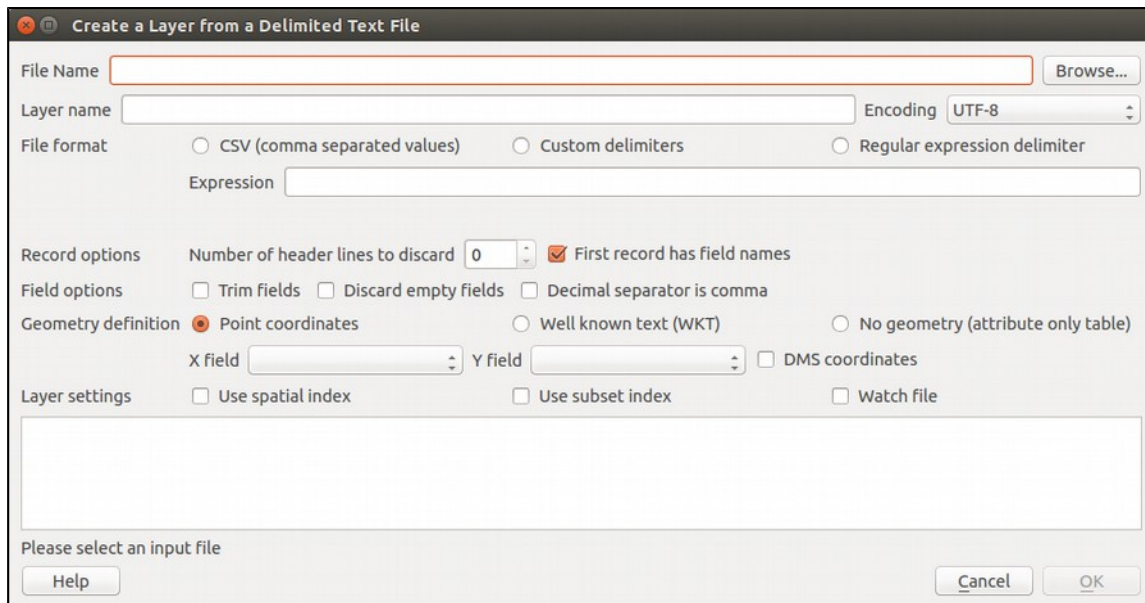 Create a Layer from a Delimited Text File
File Name Browse...
Layer name Encoding UTF-8
File format CSV (comma separated values) Custom delimiters Regular expression delimiter
Expression
Record options Number of header lines to discard 0 First record has field names
Field options Trim fields Discard empty fields Decimal separator is comma
Geometry definition Point coordinates Well known text (WKT) No geometry (attribute only table)
X field Y field DMS coordinates
Layer settings Use spatial index Use subset index Watch file
Please select an input file
Help Cancel OK